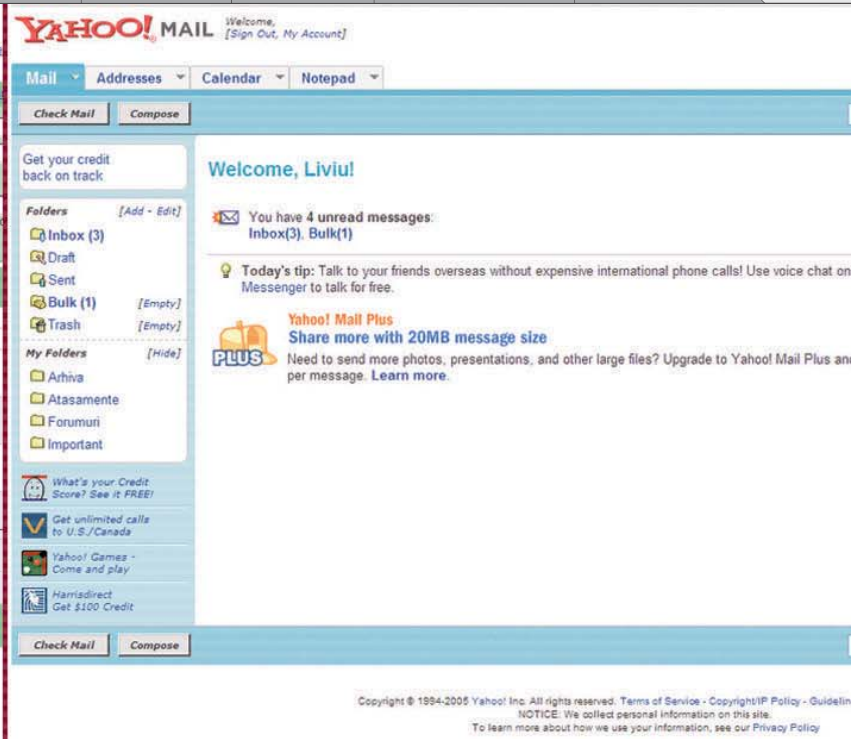 YAHOO! MAIL
Welcome,
[Sign Out, My Account]
Mail Addresses Calendar Notepad
Check Mail Compose
Get your credit
back on track
Folders [Add - Edit]
Inbox (3)
Draft
Sent
Bulk (1) [Empty]
Trash [Empty]
My Folders [Hide]
Arhiva
Atasamente
Forumuri
Important
What's your Credit
Score? See it FREE!
Get unlimited calls
to U.S./Canada
Yahoo! Games -
Come and play
Harrisdirect
Get $100 Credit
Welcome, Liviu!
You have 4 unread messages:
Inbox(3), Bulk(1)
Today's tip: Talk to your friends overseas without expensive international phone calls! Use voice chat on
Messenger to talk for free.
PLUS
Yahoo! Mail Plus
Share more with 20MB message size
Need to send more photos, presentations, and other large files? Upgrade to Yahoo! Mail Plus and
per message. Learn more.
Check Mail Compose
Copyright © 1994-2005 Yahoo! Inc. All rights reserved. Terms of Service - Copyright/IP Policy - Guidelin
NOTICE: We collect personal information on this site.
To learn more about how we use your information, see our Privacy Policy